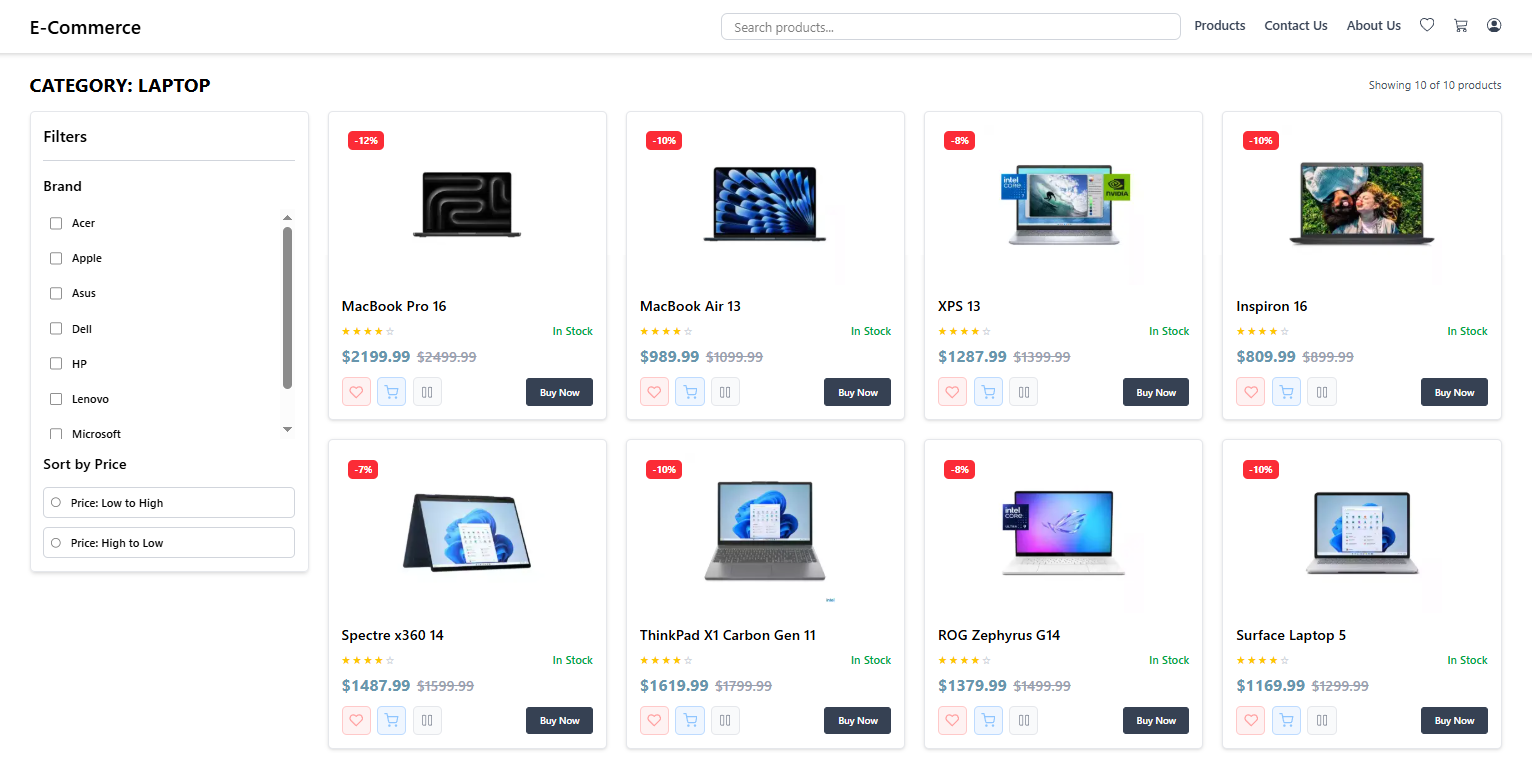 E-Commerce
Search products...
Products
Contact Us
About Us
CATEGORY: LAPTOP
Showing 10 of 10 products
Filters
Brand
Acer
Apple
Asus
Dell
HP
Lenovo
Microsoft
Sort by Price
Price: Low to High
Price: High to Low
-12%
MacBook Pro 16
★★★★☆ In Stock
$2199.99 $2499.99
Buy Now
-10%
MacBook Air 13
★★★★☆ In Stock
$989.99 $1099.99
Buy Now
-8%
intel
CORE
NVIDIA
XPS 13
★★★★☆ In Stock
$1287.99 $1399.99
Buy Now
-10%
Inspiron 16
★★★★☆ In Stock
$809.99 $899.99
Buy Now
-7%
Spectre x360 14
★★★★☆ In Stock
$1487.99 $1599.99
Buy Now
-10%
ThinkPad X1 Carbon Gen 11
★★★★☆ In Stock
$1619.99 $1799.99
Buy Now
-8%
intel
CORE
ULTRA 9
ROG Zephyrus G14
★★★★☆ In Stock
$1379.99 $1499.99
Buy Now
-10%
Surface Laptop 5
★★★★☆ In Stock
$1169.99 $1299.99
Buy Now